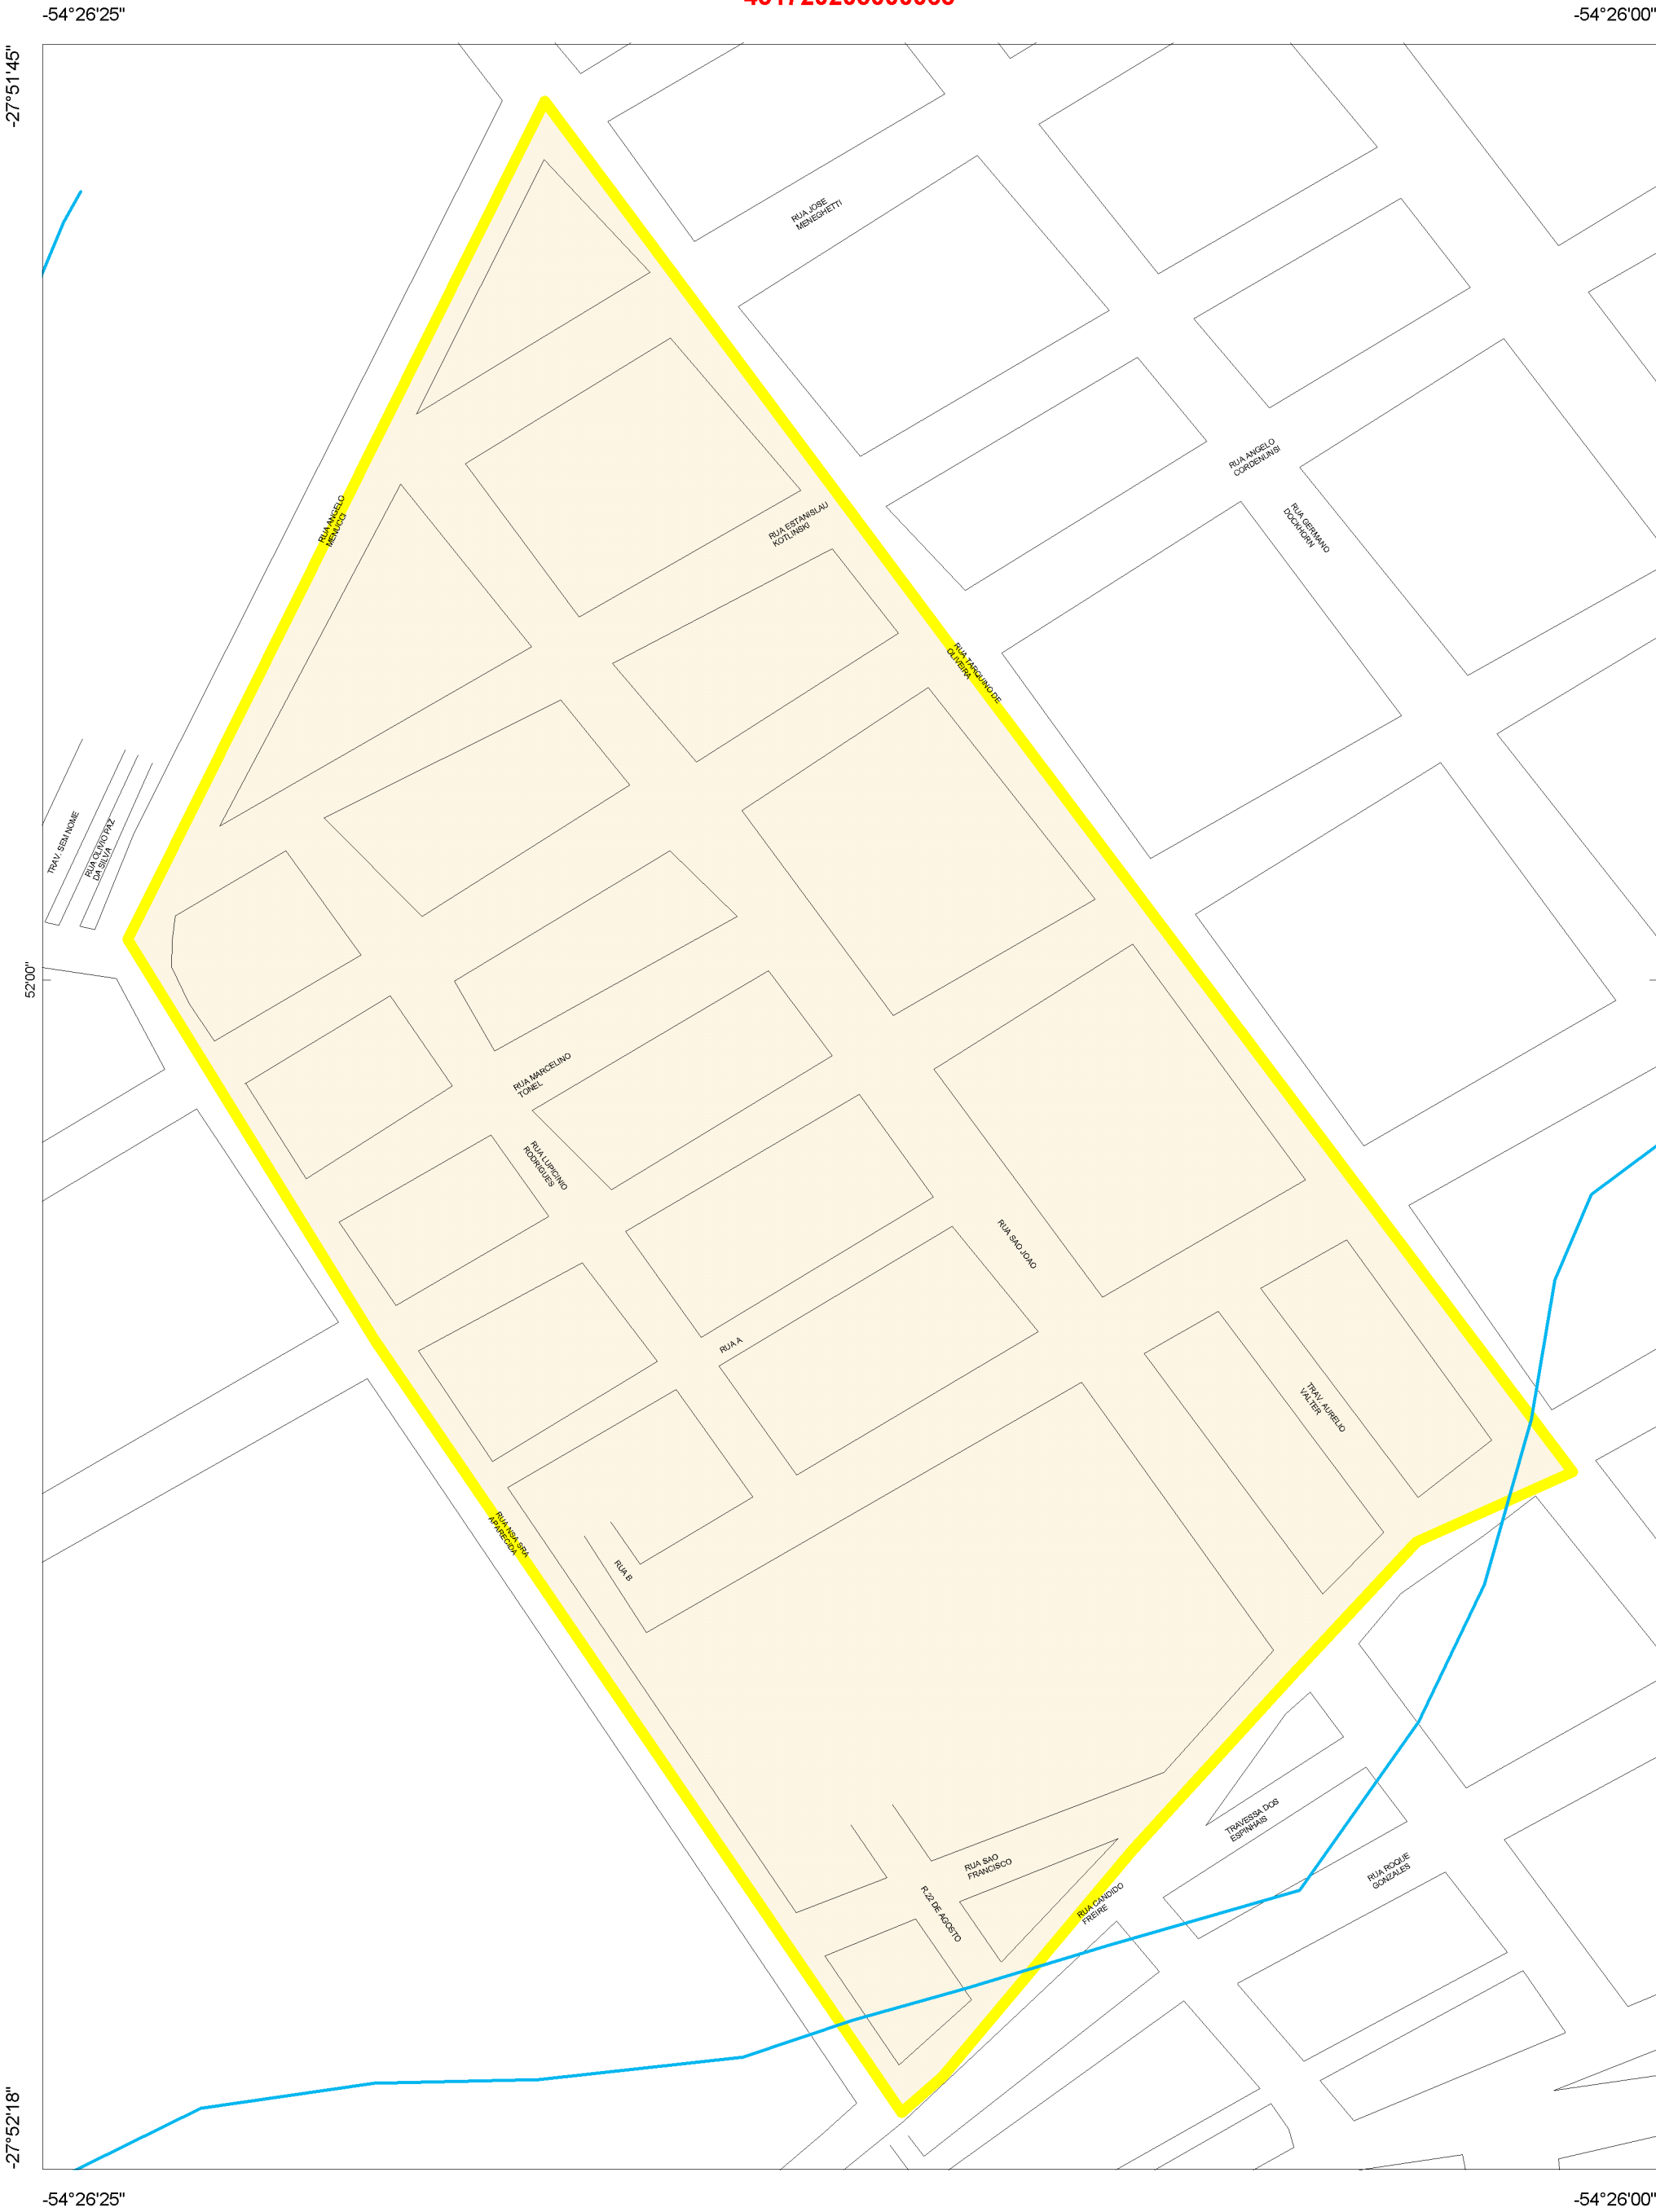 -54°26'25"
-54°26'00"
-27°51'45"
RUA JOSE
MENEGHETTI
RUA ANGELO
CORDENUNSI
RUA ANGELO
MENUCCI
RUA ESTANISLAU
KOTLINSKI
RUA GERMANO
DOCKHORN
RUA TARQUINO DE
OLIVEIRA
TRAV. SEM NOME
RUA OLIVIO PAZ
DA SILVA
52'00"
RUA MARCELINO
TONEL
RUA LUPICINIO
RODRIGUES
RUA SAO JOAO
RUA A
TRAV. AURELIO
VALTER
RUA NSA SRA
APARECIDA
RUA B
TRAVESSA DOS
ESPINHAIS
RUA SAO
FRANCISCO
RUA ROQUE
GONZALES
R.22 DE AGOSTO
RUA CANDIDO
FREIRE
-27°52'18"
-54°26'25"
-54°26'00"